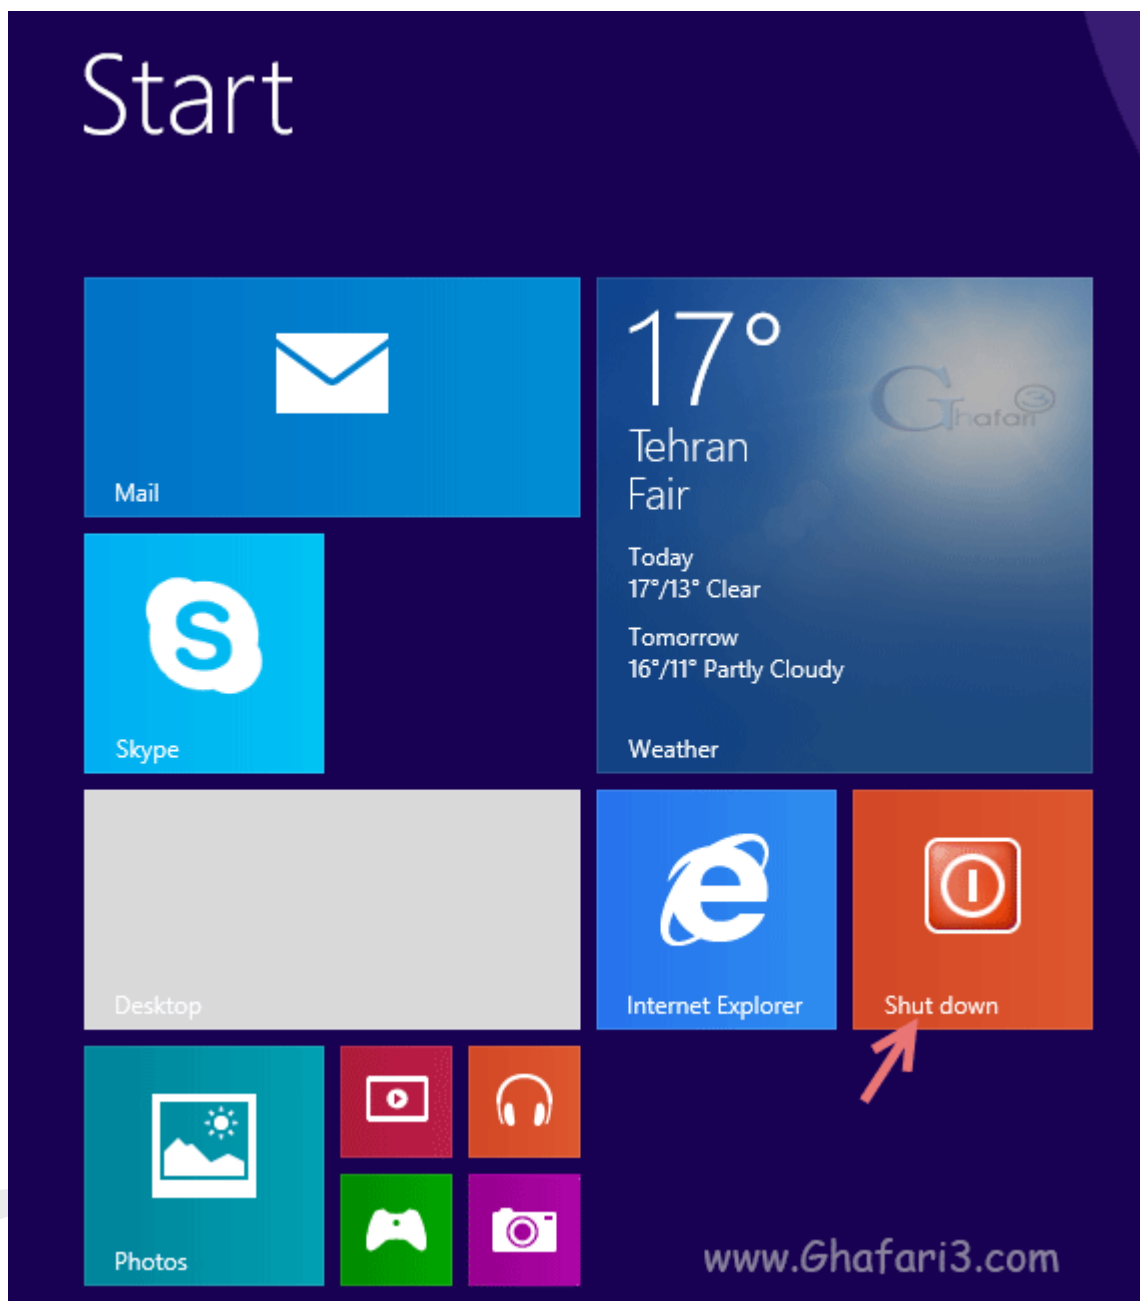 Start
Mail
17°
Ghafari3
Tehran
Fair
Today
17°/13° Clear
Tomorrow
16°/11° Partly Cloudy
Weather
Skype
Desktop
Internet Explorer
Shut down
Photos
www.Ghafari3.com